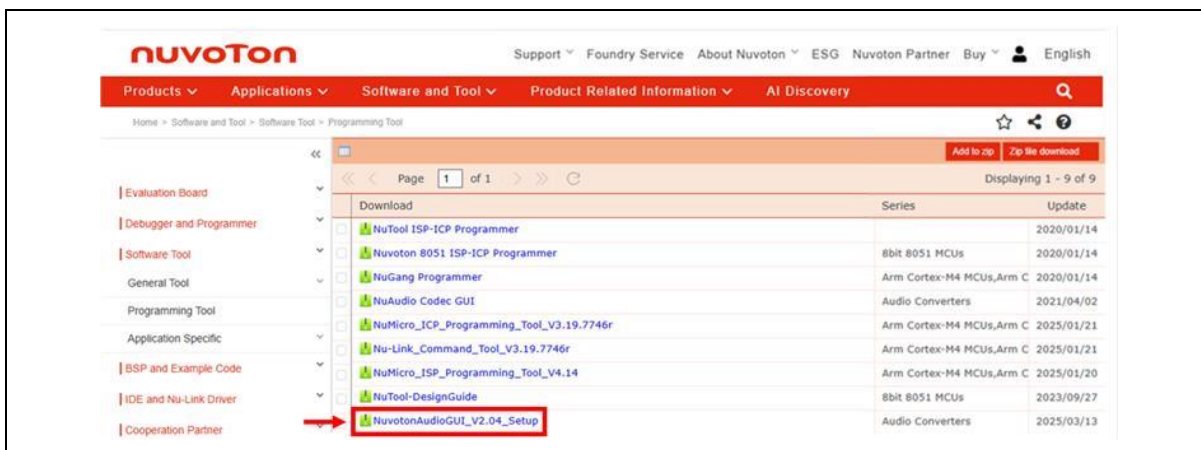 nuvoTon
Support Foundry Service About Nuvoton ESG Nuvoton Partner Buy English
Products Applications Software and Tool Product Related Information AI Discovery
Home > Software and Tool > Software Tool > Programming Tool
Add to zip Zip file download
Page 1 of 1 Displaying 1 - 9 of 9
Evaluation Board
Debugger and Programmer
Software Tool
General Tool
Programming Tool
Application Specific
BSP and Example Code
IDE and Nu-Link Driver
Cooperation Partner
Download Series Update
NuTool ISP-ICP Programmer 2020/01/14
Nuvoton 8051 ISP-ICP Programmer 8bit 8051 MCUs 2020/01/14
NuGang Programmer Arm Cortex-M4 MCUs,Arm C 2020/01/14
NuAudio Codec GUI Audio Converters 2021/04/02
NuMicro_ICP_Programming_Tool_V3.19.7746r Arm Cortex-M4 MCUs,Arm C 2025/01/21
Nu-Link_Command_Tool_V3.19.7746r Arm Cortex-M4 MCUs,Arm C 2025/01/21
NuMicro_ISP_Programming_Tool_V4.14 Arm Cortex-M4 MCUs,Arm C 2025/01/20
NuTool-DesignGuide 8bit 8051 MCUs 2023/09/27
NuvotonAudioGUI_V2.04_Setup Audio Converters 2025/03/13